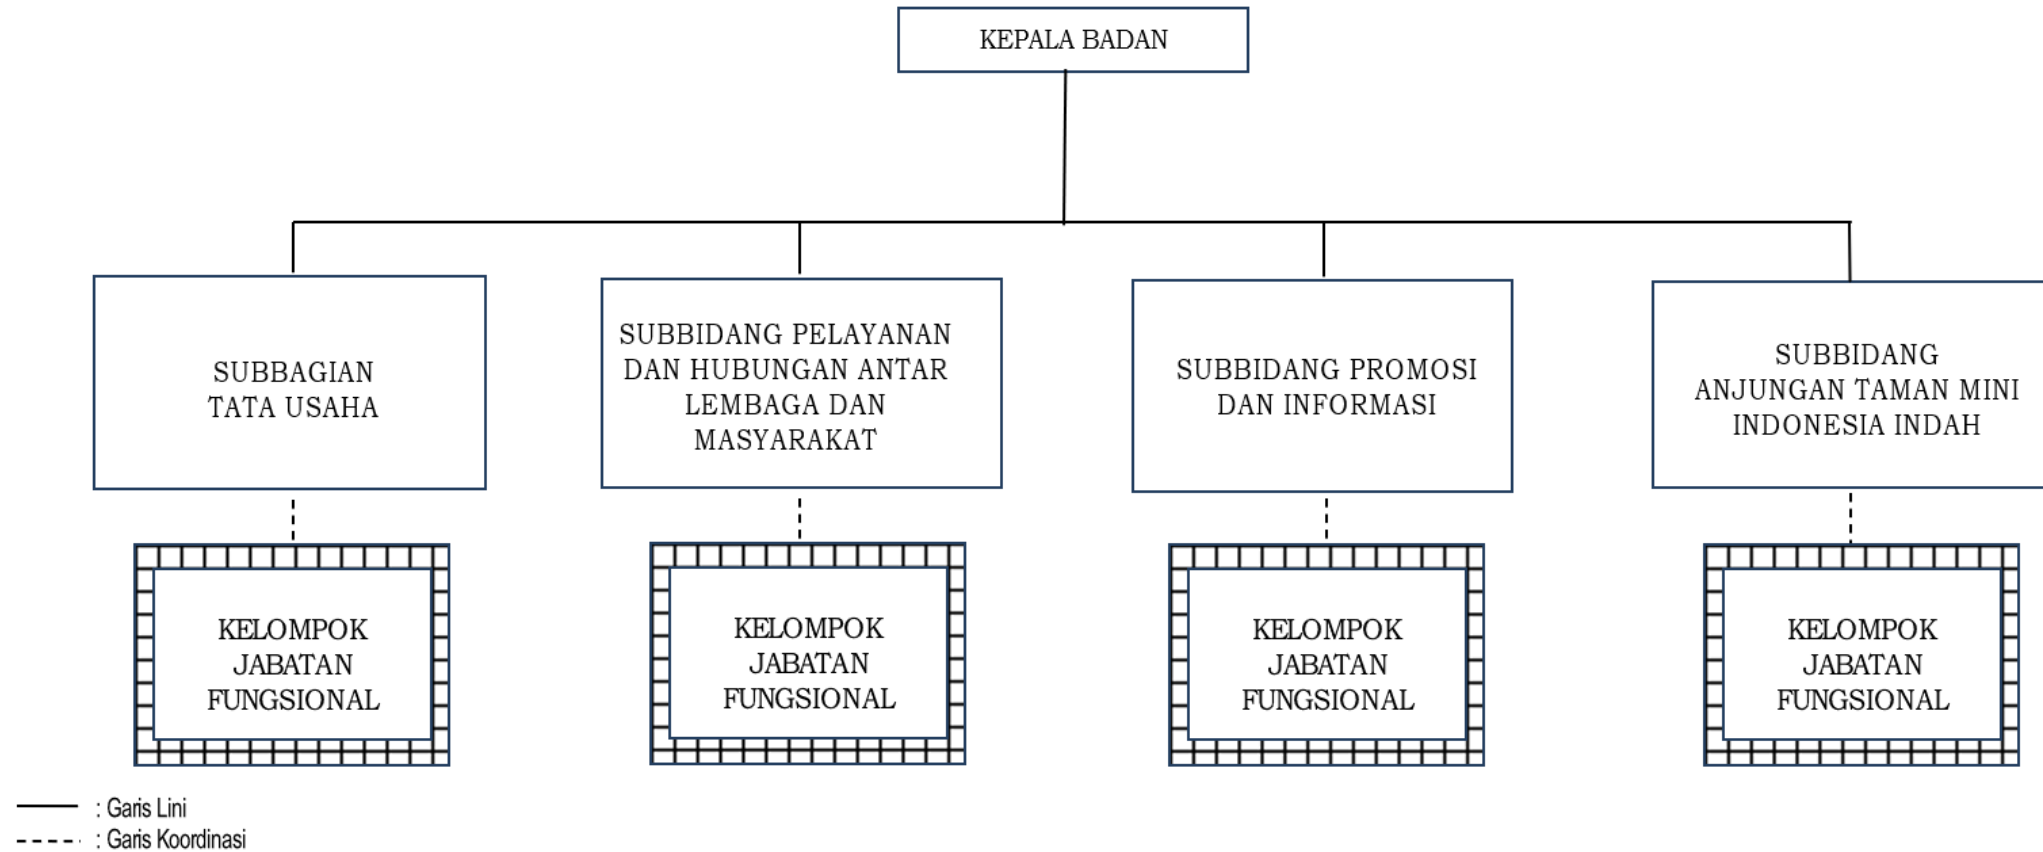 KEPALA BADAN
SUBBAGIAN
TATA USAHA
SUBBIDANG PELAYANAN
DAN HUBUNGAN ANTAR
LEMBAGA DAN
MASYARAKAT
SUBBIDANG PROMOSI
DAN INFORMASI
SUBBIDANG
ANJUNGAN TAMAN MINI
INDONESIA INDAH
KELOMPOK
JABATAN
FUNGSIONAL
KELOMPOK
JABATAN
FUNGSIONAL
KELOMPOK
JABATAN
FUNGSIONAL
KELOMPOK
JABATAN
FUNGSIONAL
: Garis Lini
: Garis Koordinasi